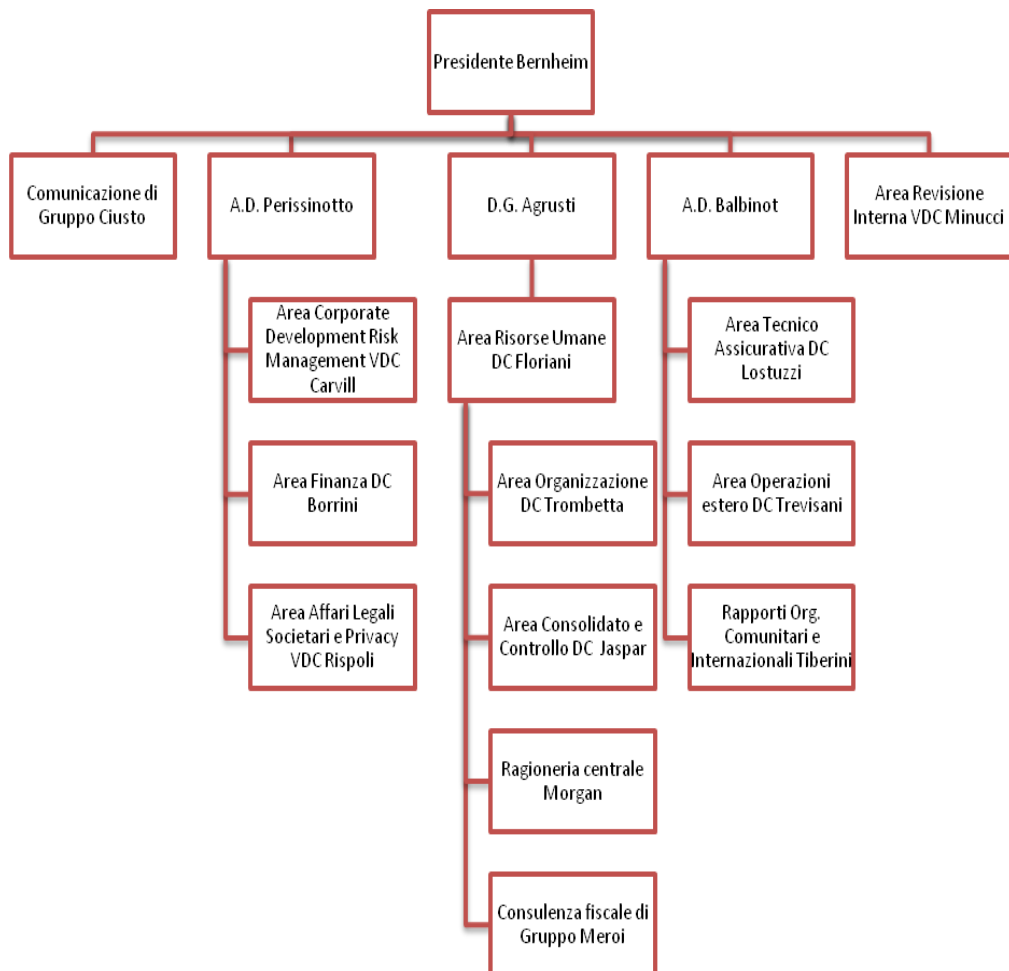 Presidente Bernheim
Comunicazione di
Gruppo Ciusto
A.D. Perissinotto
D.G. Agrusti
A.D. Balbinot
Area Revisione
Interna VDC Minucci
Area Corporate
Development Risk
Management VDC
Carvill
Area Finanza DC
Borrini
Area Affari Legali
Societari e Privacy
VDC Rispoli
Area Risorse Umane
DC Floriani
Area Organizzazione
DC Trombetta
Area Consolidato e
Controllo DC Jaspar
Ragioneria centrale
Morgan
Consulenza fiscale di
Gruppo Meroi
Area Tecnico
Assicurativa DC
Lostuzzi
Area Operazioni
estero DC Trevisani
Rapporti Org.
Comunitari e
Internazionali Tiberini